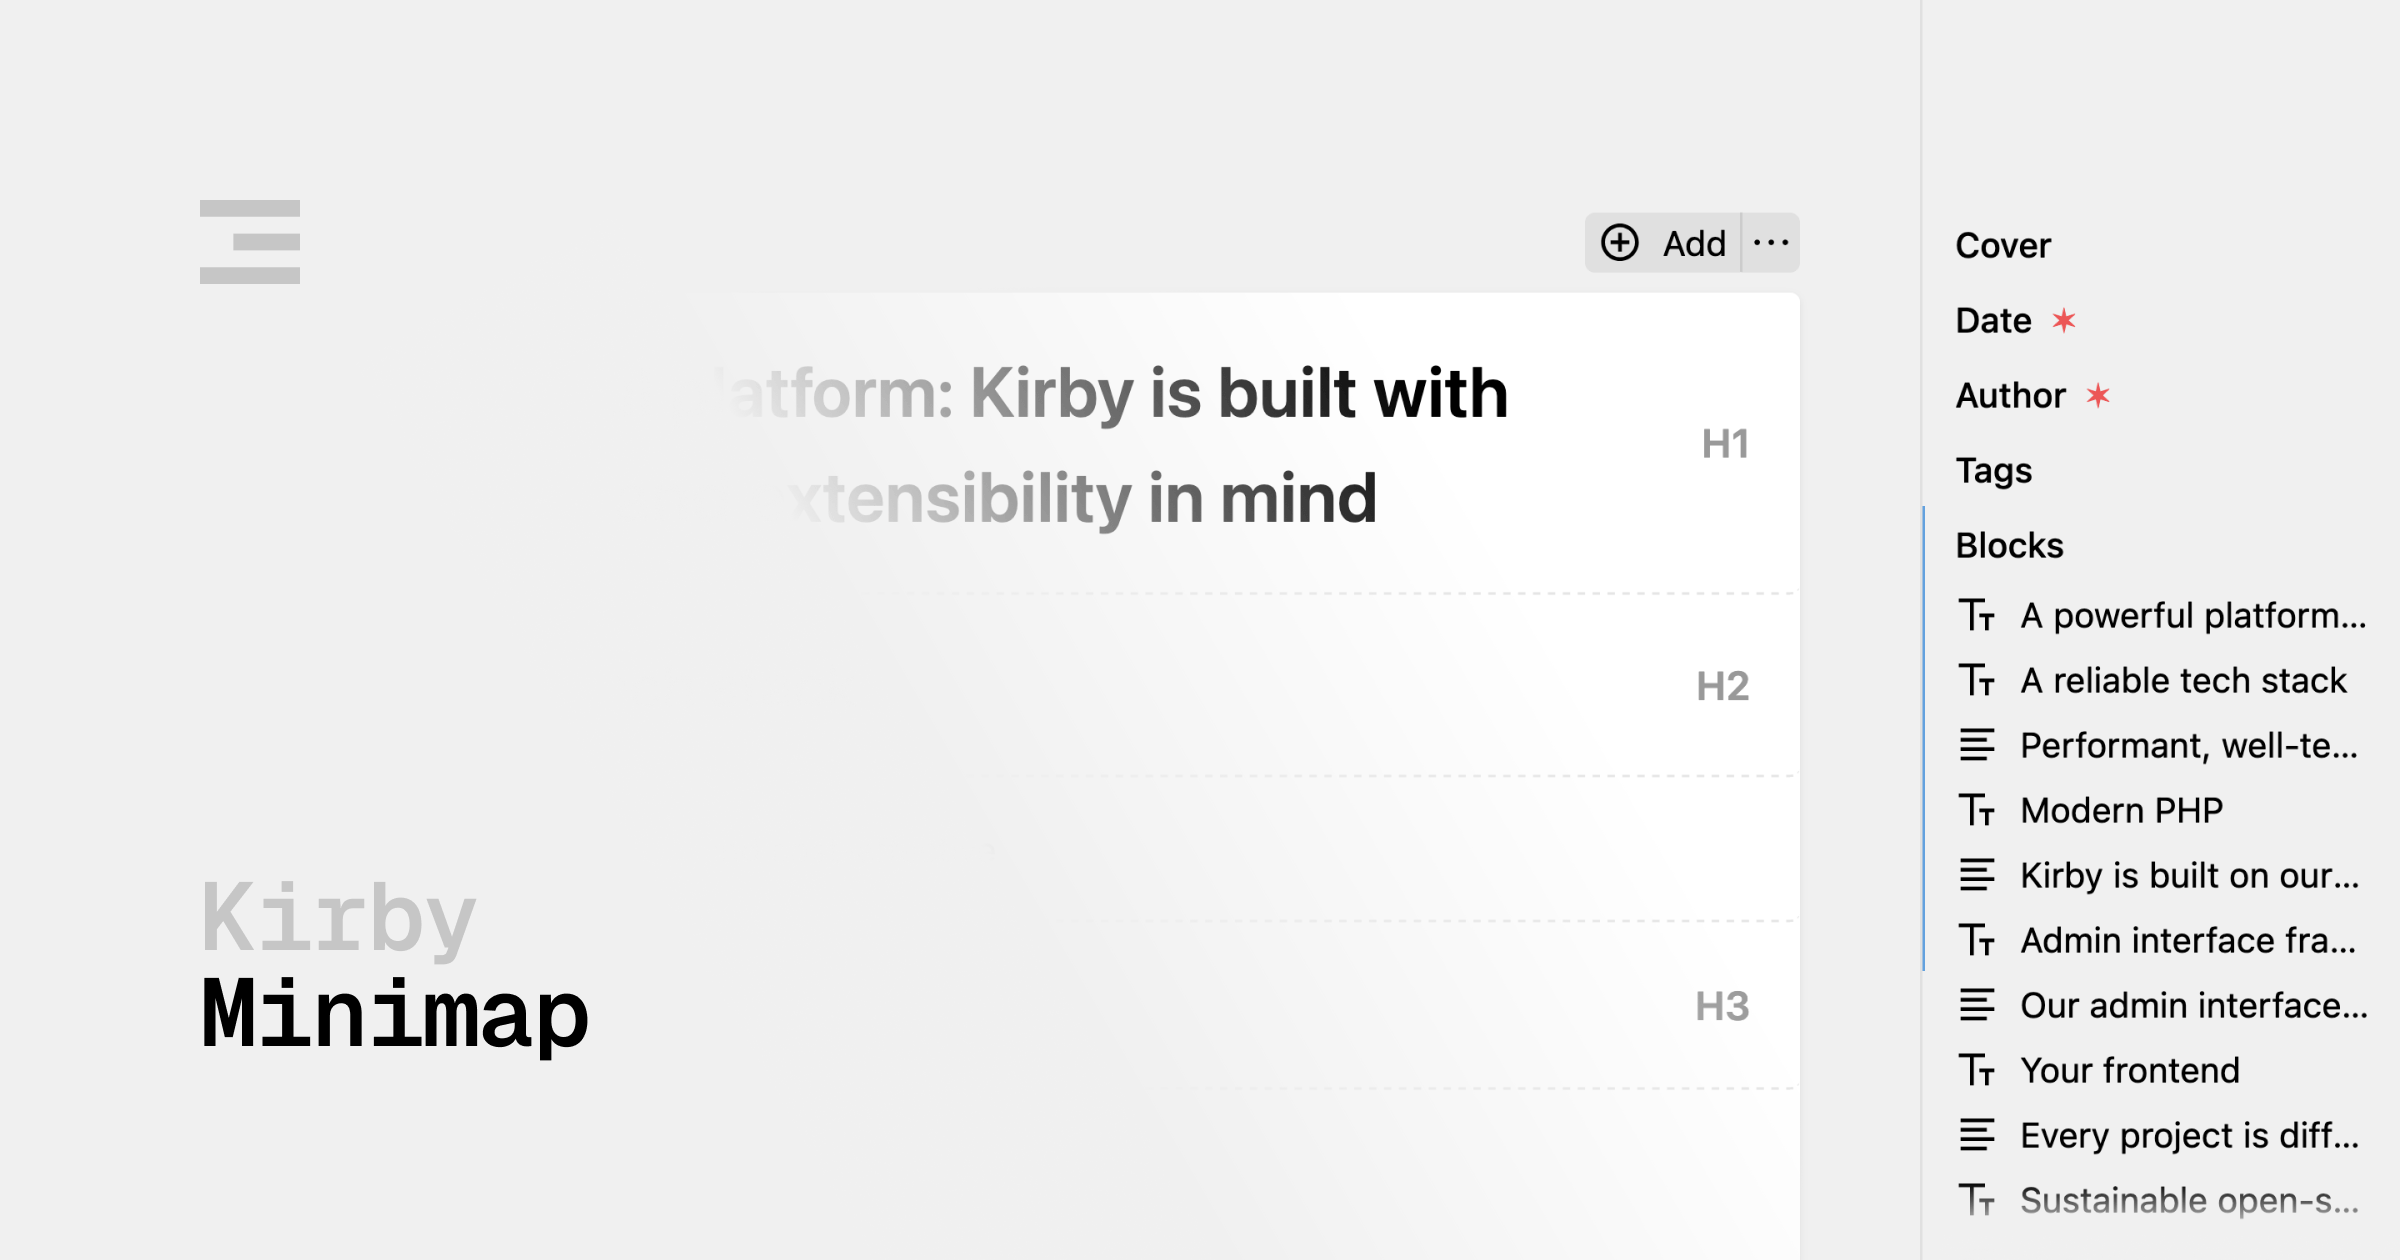 Kirby
Minimap
Add
atform: Kirby is built with
xtensibility in mind
H1
H2
H3
Cover
Date ✶
Author ✶
Tags
Blocks
A powerful platform...
A reliable tech stack
Performant, well-te...
Modern PHP
Kirby is built on our...
Admin interface fra...
Our admin interface...
Your frontend
Every project is diff...
Sustainable open-s...